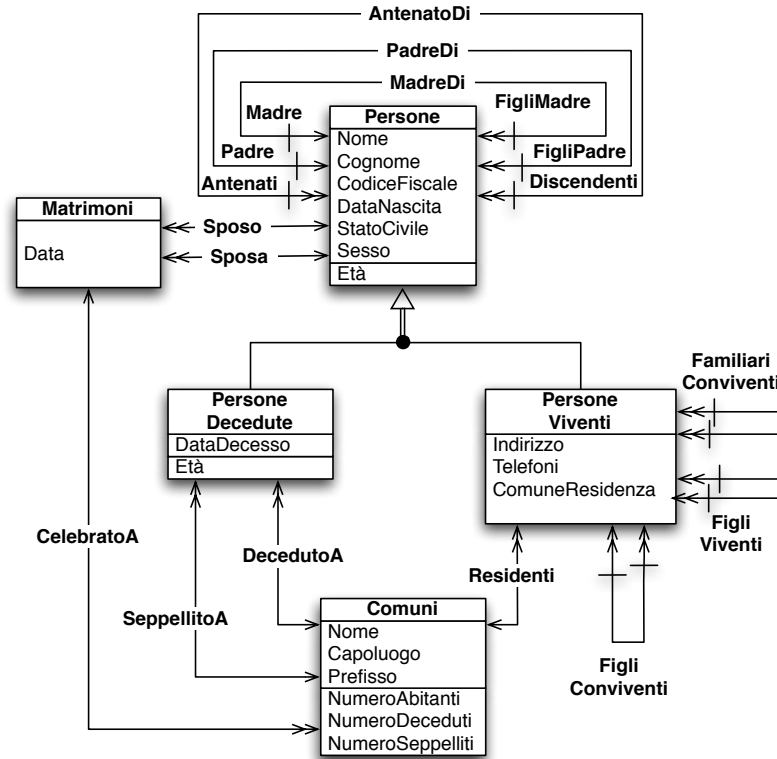 AntenatoDi
PadreDi
MadreDi
Madre
FigliMadre
Padre
FigliPadre
Antenati
Discendenti
Persone
Nome
Cognome
CodiceFiscale
DataNascita
StatoCivile
Sesso
Età
Matrimoni
Data
Sposo
Sposa
Persone
Decedute
DataDecesso
Età
Persone
Viventi
Indirizzo
Telefoni
ComuneResidenza
Familiari
Conviventi
Figli
Viventi
CelebratoA
DecedutoA
SeppellitoA
Residenti
Figli
Conviventi
Comuni
Nome
Capoluogo
Prefisso
NumeroAbitanti
NumeroDeceduti
NumeroSeppelliti